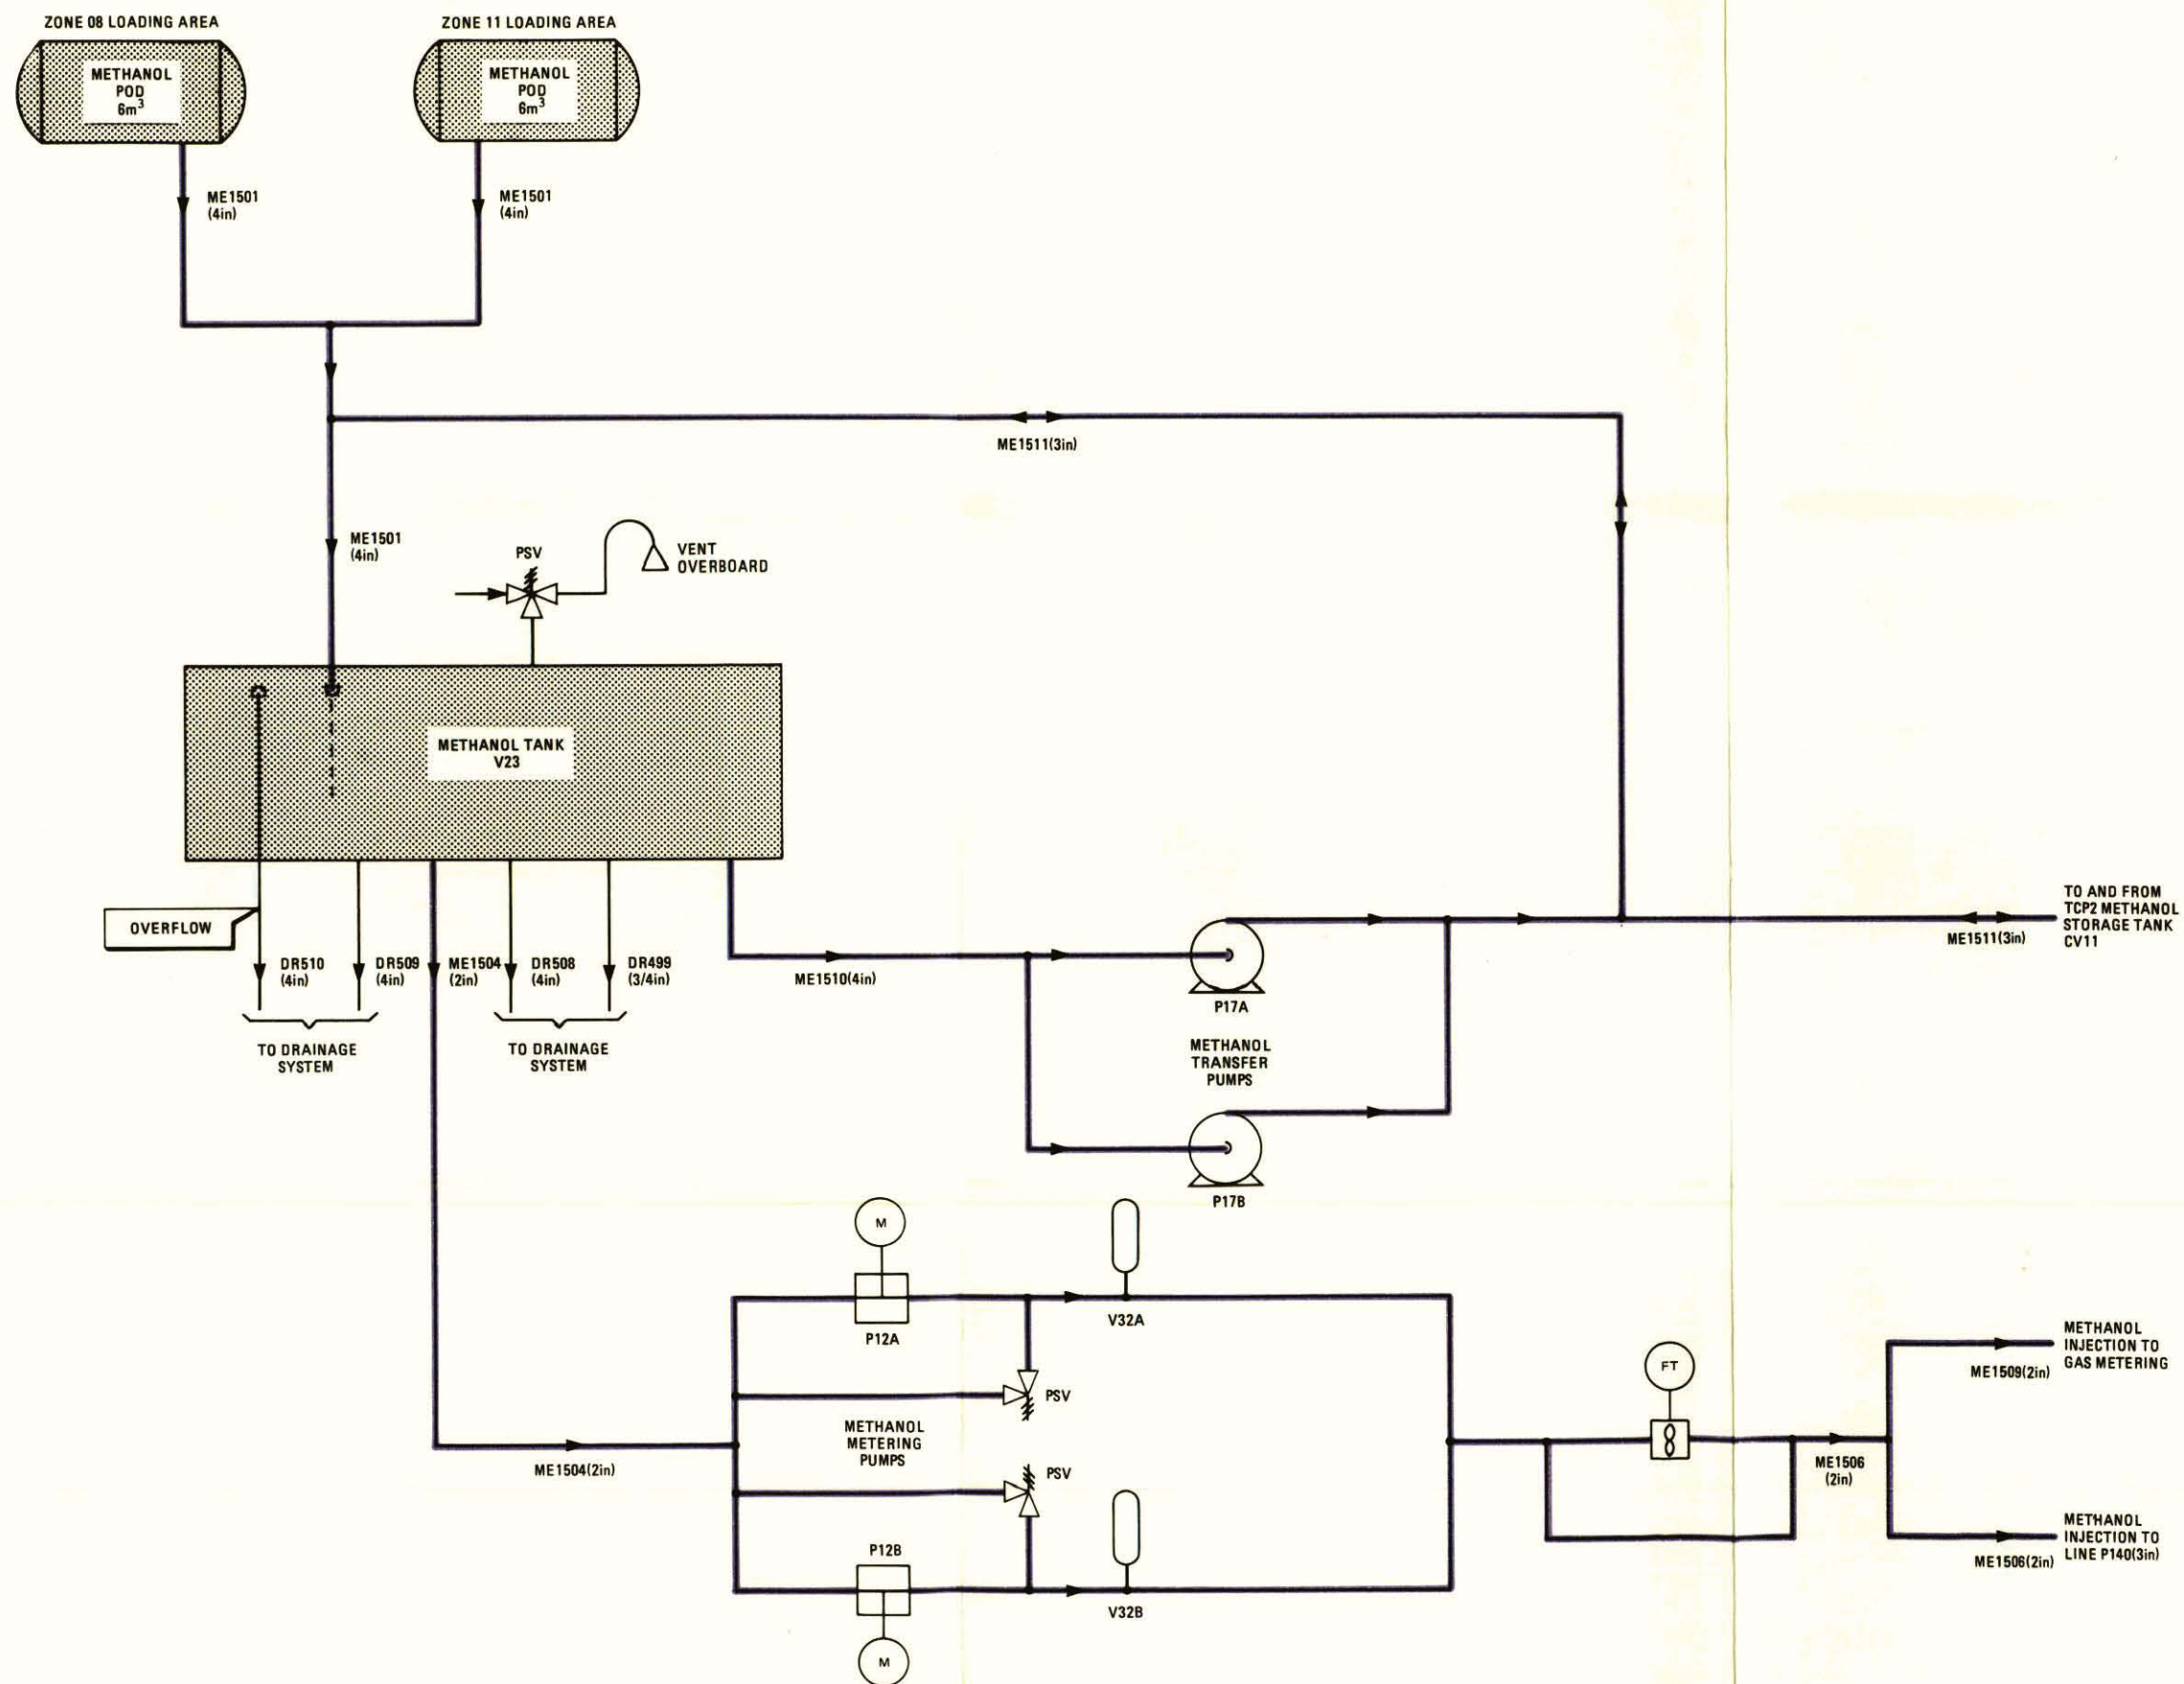 ZONE 08 LOADING AREA
METHANOL
POD
6m³
ZONE 11 LOADING AREA
METHANOL
POD
6m³
ME1501
(4in)
ME1501
(4in)
ME1511(3in)
ME1501
(4in)
PSV
VENT
OVERBOARD
METHANOL TANK
V23
OVERFLOW
DR510
(4in)
DR509
(4in)
ME1504
(2in)
DR508
(4in)
DR499
(3/4in)
TO DRAINAGE
SYSTEM
TO DRAINAGE
SYSTEM
ME1510(4in)
P17A
METHANOL
TRANSFER
PUMPS
P17B
TO AND FROM
TCP2 METHANOL
STORAGE TANK
CV11
ME1511(3in)
M
P12A
V32A
PSV
METHANOL
METERING
PUMPS
ME1504(2in)
PSV
P12B
M
V32B
FT
ME1506
(2in)
METHANOL
INJECTION TO
GAS METERING
ME1509(2in)
METHANOL
INJECTION TO
LINE P140(3in)
ME1506(2in)